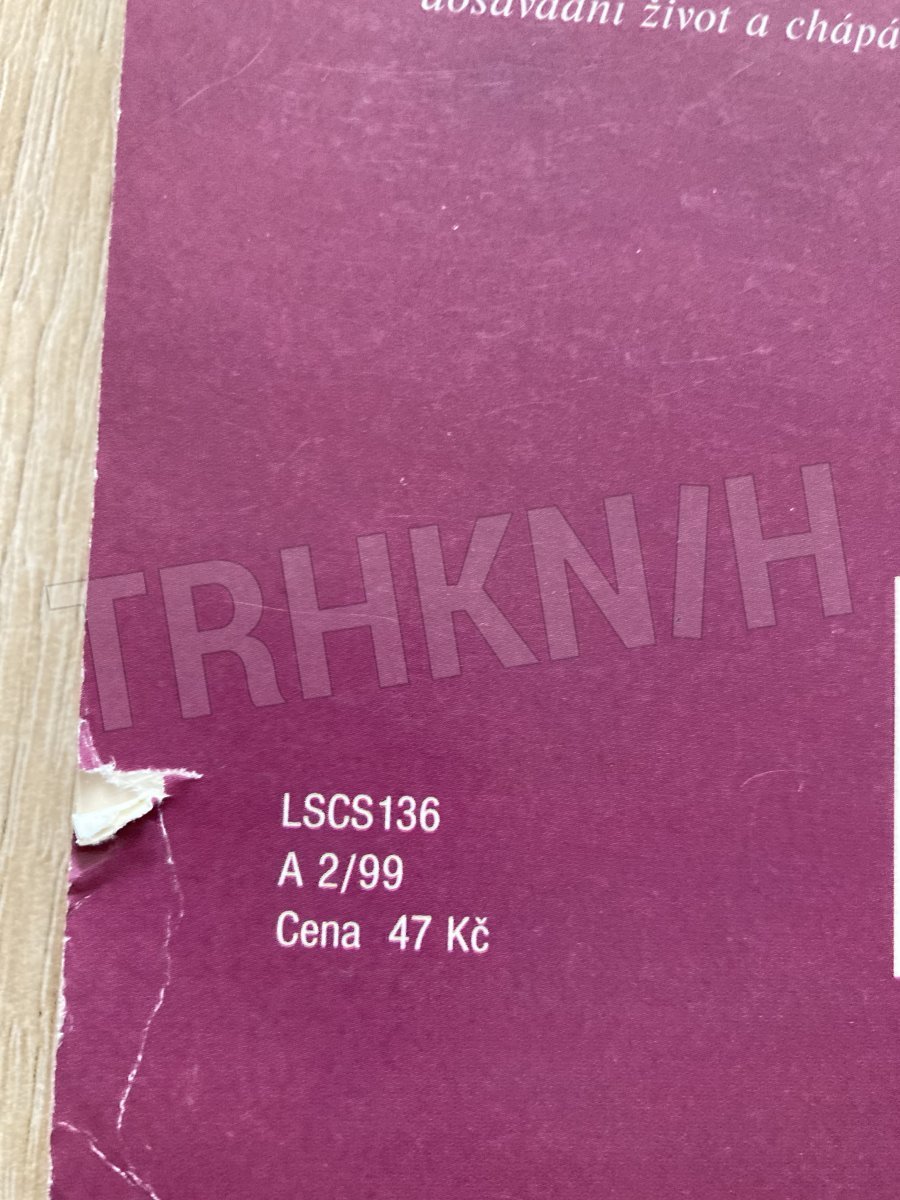 dosavadní život a chápá
TRHKNIH
LSCS136
A 2/99
Cena 47 Kč